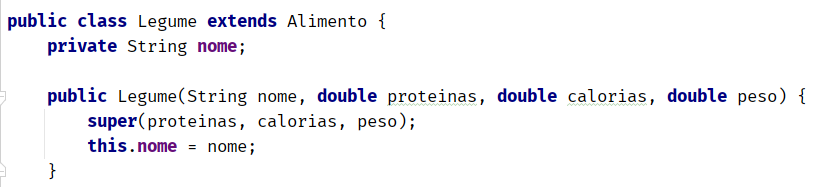 public class Legume extends Alimento {
private String nome;
public Legume(String nome, double proteinas, double calorias, double peso) {
super(proteinas, calorias, peso);
this.nome = nome;
}